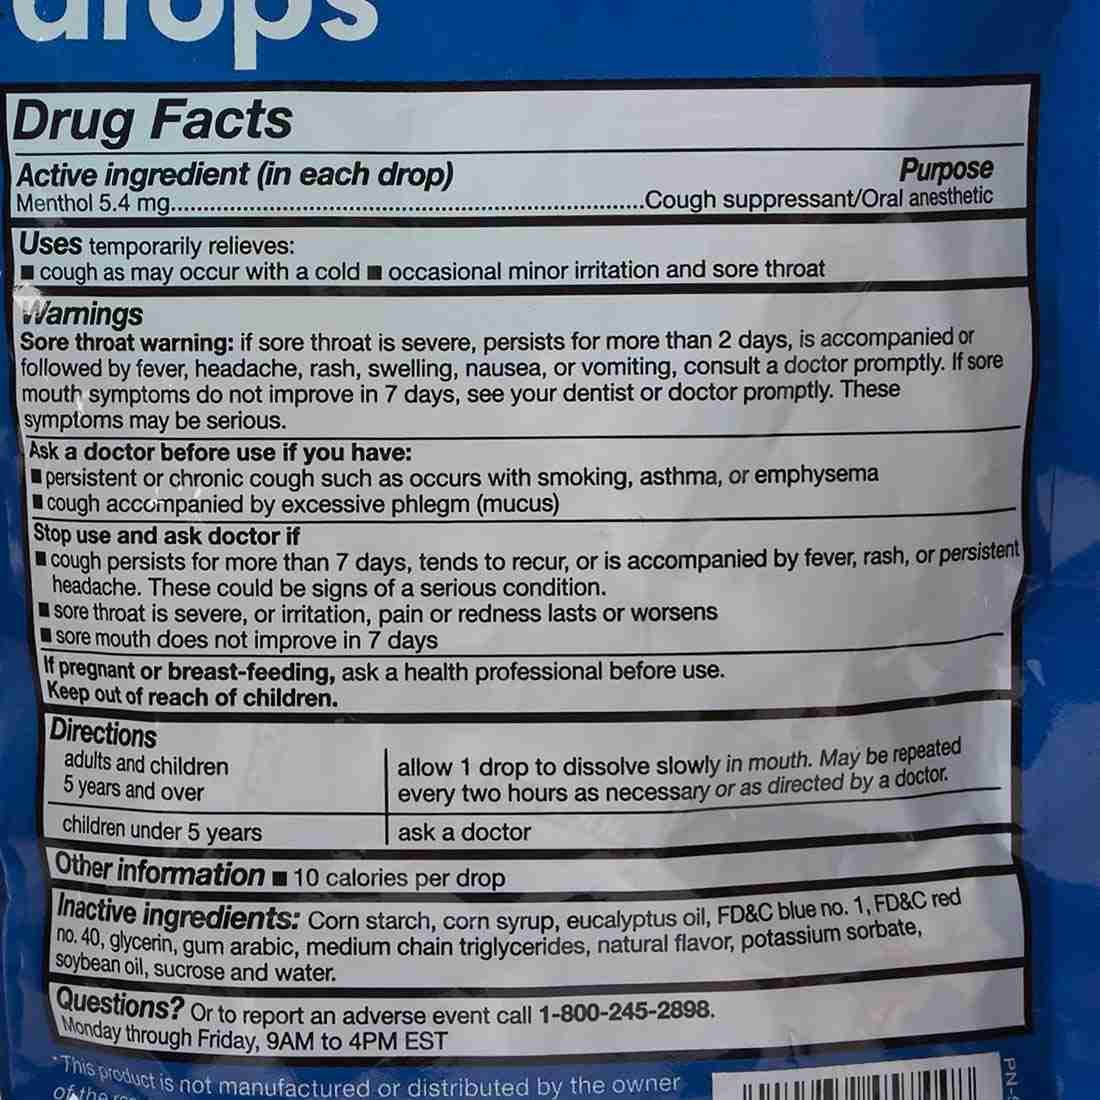 drops
Drug Facts
Active ingredient (in each drop) Purpose
Menthol 5.4 mg..........................................................................Cough suppressant/Oral anesthetic
Uses temporarily relieves:
■ cough as may occur with a cold ■ occasional minor irritation and sore throat
Warnings
Sore throat warning: if sore throat is severe, persists for more than 2 days, is accompanied or
followed by fever, headache, rash, swelling, nausea, or vomiting, consult a doctor promptly. If sore
mouth symptoms do not improve in 7 days, see your dentist or doctor promptly. These
symptoms may be serious.
Ask a doctor before use if you have:
■ persistent or chronic cough such as occurs with smoking, asthma, or emphysema
■ cough accompanied by excessive phlegm (mucus)
Stop use and ask doctor if
■ cough persists for more than 7 days, tends to recur, or is accompanied by fever, rash, or persistent
headache. These could be signs of a serious condition.
■ sore throat is severe, or irritation, pain or redness lasts or worsens
■ sore mouth does not improve in 7 days
If pregnant or breast-feeding, ask a health professional before use.
Keep out of reach of children.
Directions
adults and children
5 years and over
allow 1 drop to dissolve slowly in mouth. May be repeated
every two hours as necessary or as directed by a doctor.
children under 5 years
ask a doctor
Other information ■ 10 calories per drop
Inactive ingredients: Corn starch, corn syrup, eucalyptus oil, FD&C blue no. 1, FD&C red
no. 40, glycerin, gum arabic, medium chain triglycerides, natural flavor, potassium sorbate,
soybean oil, sucrose and water.
Questions? Or to report an adverse event call 1-800-245-2898.
Monday through Friday, 9AM to 4PM EST
*This product is not manufactured or distributed by the owner
of the
PN